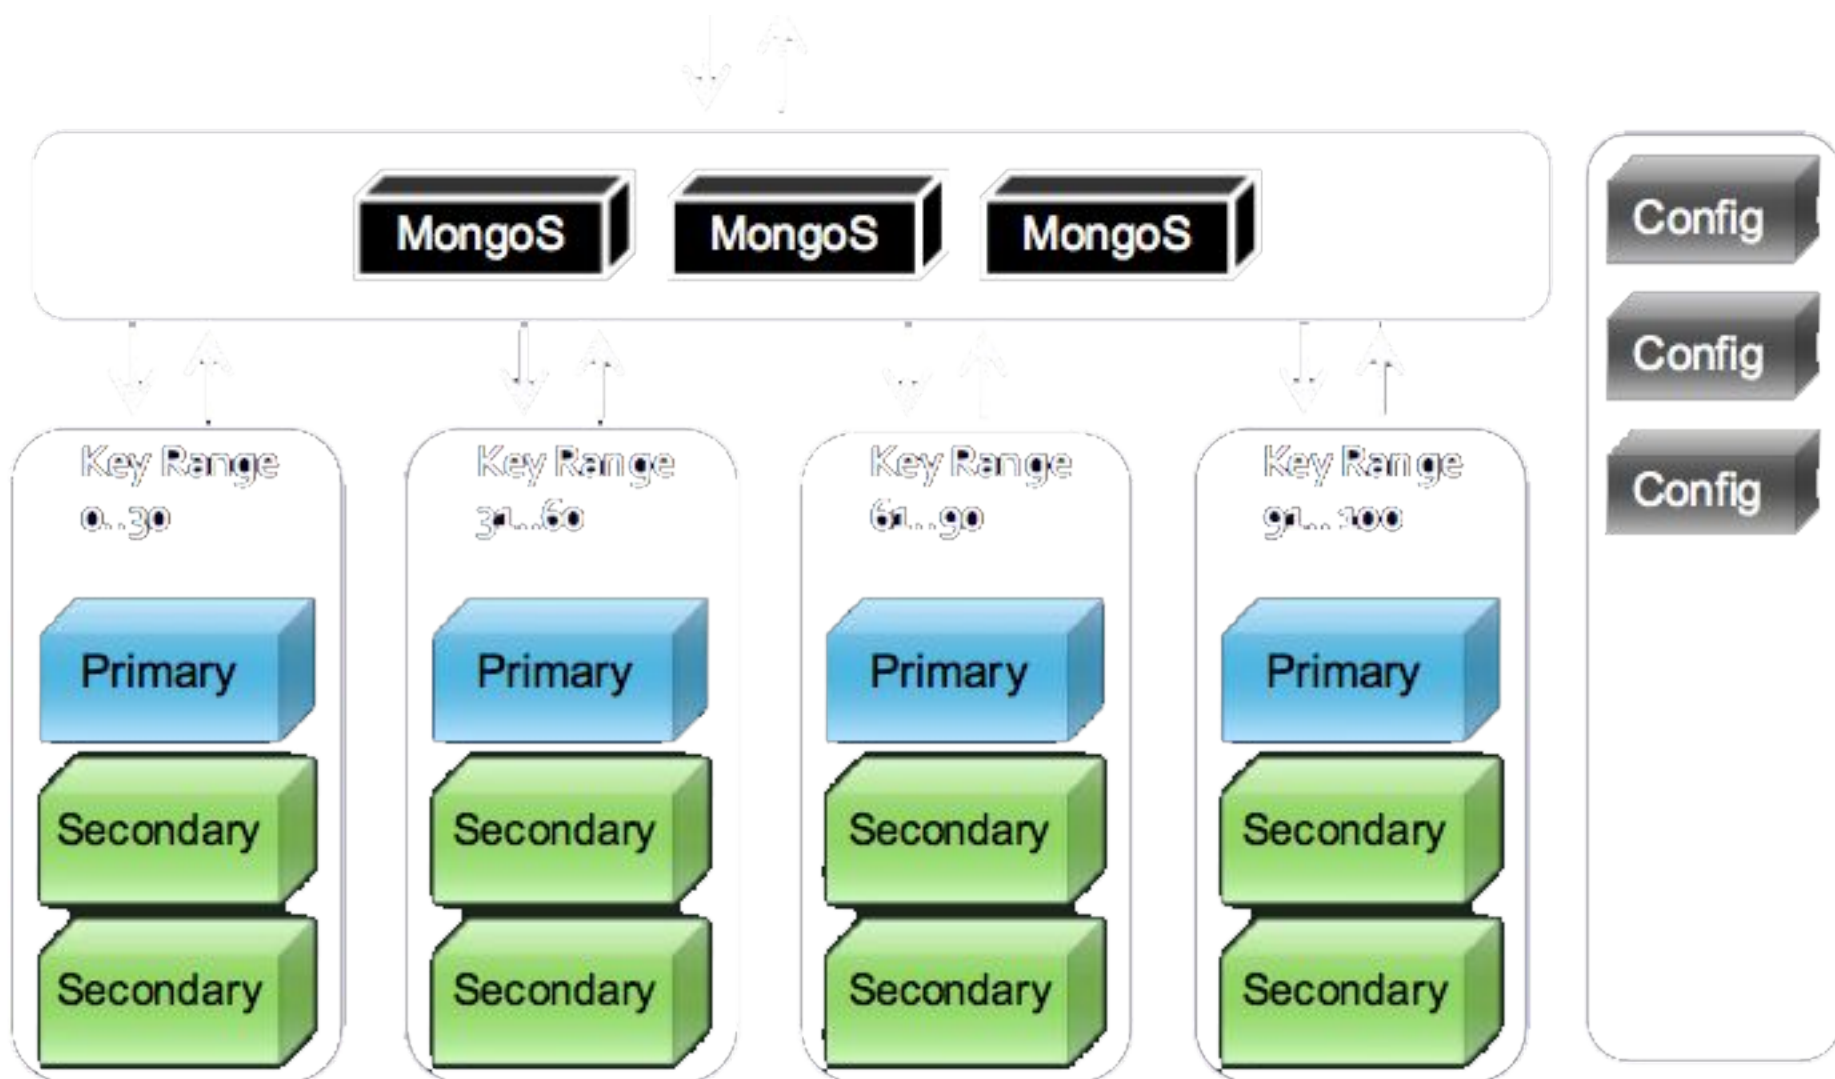 MongoS MongoS MongoS
Config
Config
Config
Key Range Key Range Key Range Key Range
0..30 31..60 61..90 91.. 100
Primary Primary Primary Primary
Secondary Secondary Secondary Secondary
Secondary Secondary Secondary Secondary